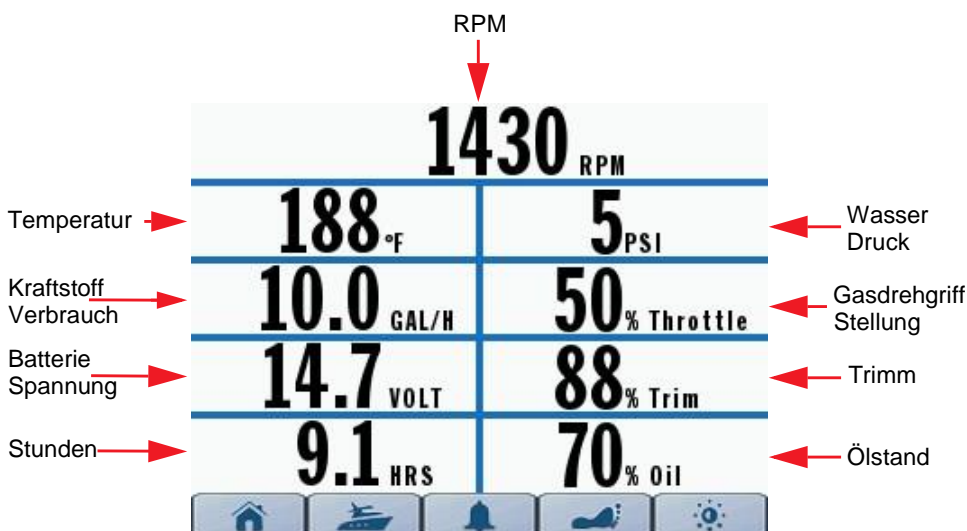 RPM
1430 RPM
Temperatur
188 °F
5 PSI
Wasser
Druck
Kraftstoff
Verbrauch
10.0 GAL/H
50 % Throttle
Gasdrehgriff
Stellung
Batterie
Spannung
14.7 VOLT
88 % Trim
Trimm
Stunden
9.1 HRS
70 % Oil
Ölstand